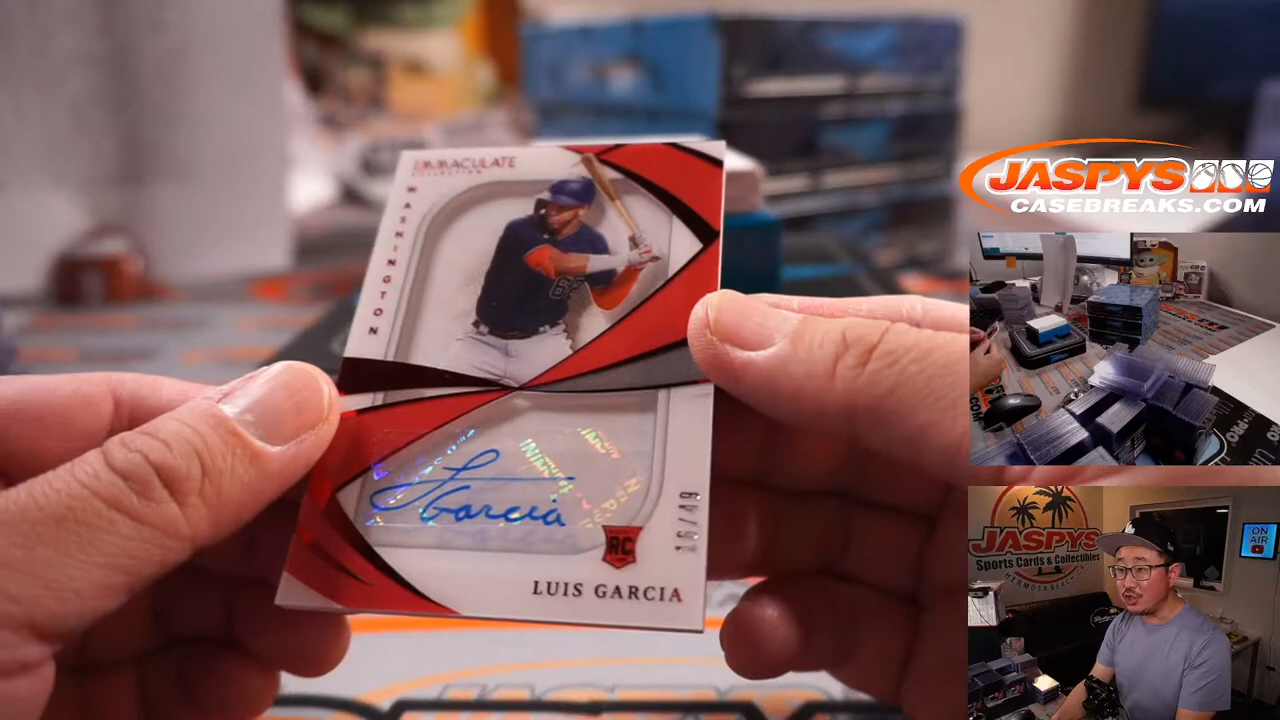 IMMACULATE
COLLECTION
WASHINGTON
Garcia
RC
16/49
LUIS GARCIA
JASPYS
CASEBREAKS.COM
JASPYS
Sports Cards & Collectibles
HERMOSA BEACH
ON
AIR